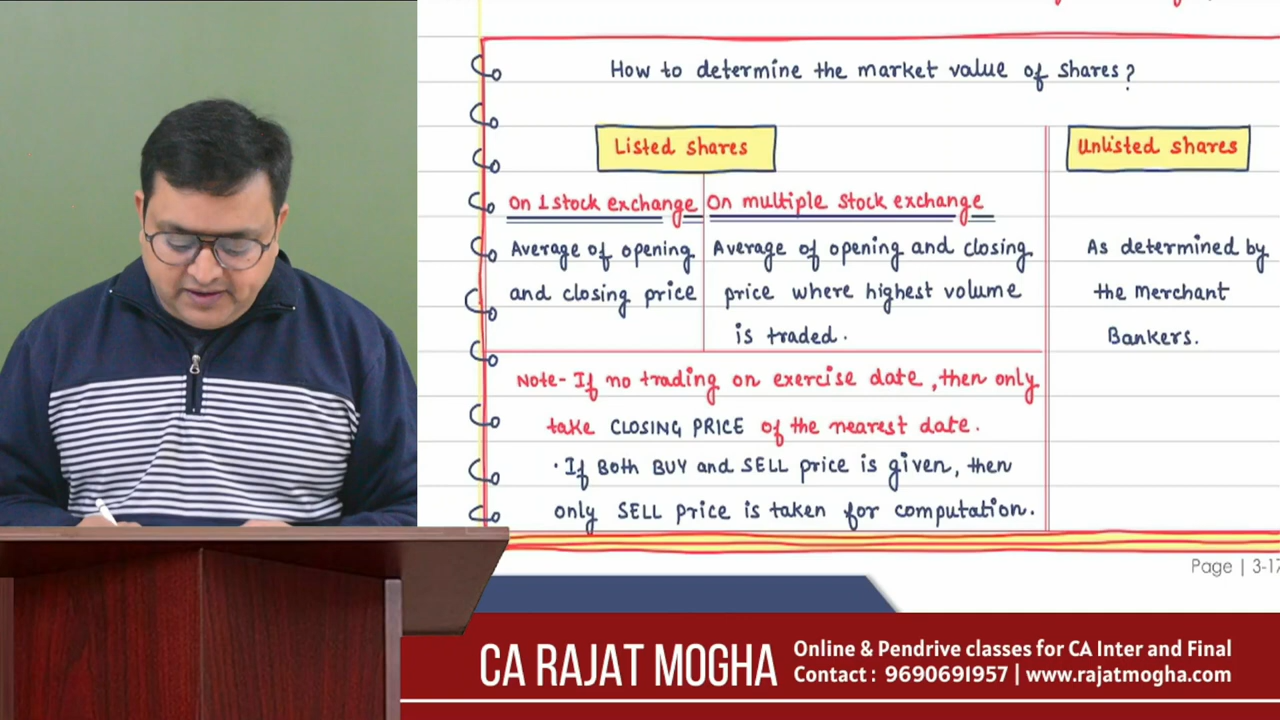 How to determine the market value of shares?
Listed shares
Unlisted shares
On 1 stock exchange
On multiple stock exchange
Average of opening
and closing price
Average of opening and closing
price where highest volume
is traded.
As determined by
the Merchant
Bankers.
Note- If no trading on exercise date, then only
take CLOSING PRICE of the nearest date.
· If Both BUY and SELL price is given, then
only SELL price is taken for computation.
Page | 3-17
CA RAJAT MOGHA
Online & Pendrive classes for CA Inter and Final
Contact : 9690691957 | www.rajatmogha.com